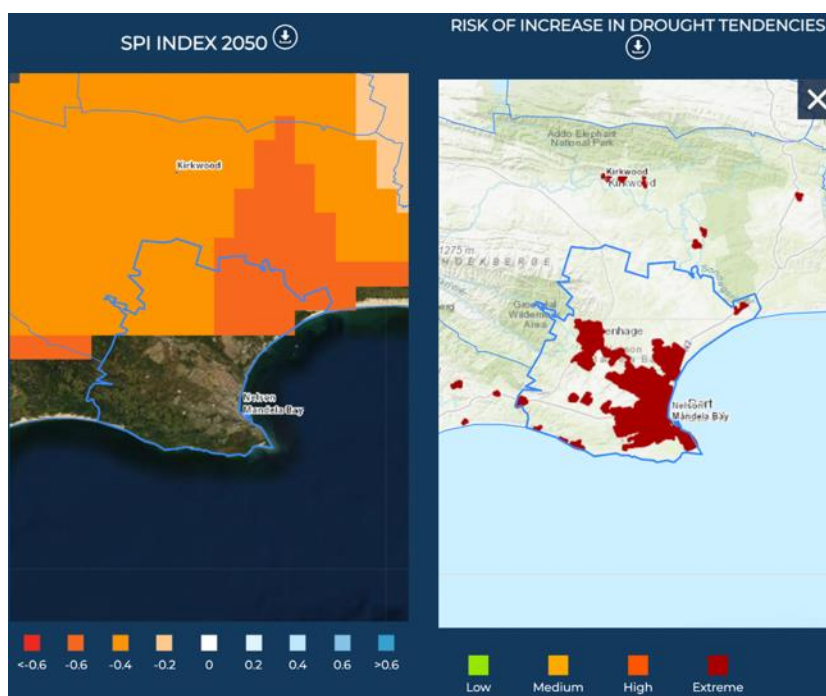 SPI INDEX 2050
Kirkwood
Nelson
Mandela Bay
<-0.6 -0.6 -0.4 -0.2 0 0.2 0.4 0.6 >0.6
RISK OF INCREASE IN DROUGHT TENDENCIES
Addo Elephant
National Park
Kirkwood
Kirkwood
1275 m
Wilderness
Area
enhage
Nelson
Mandela Bay
Low Medium High Extreme